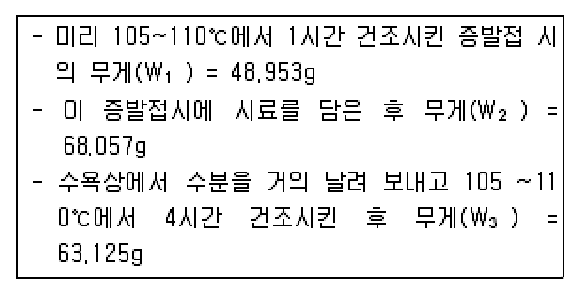 - 미리 105~110℃에서 1시간 건조시킨 증발접 시
의 무게(W₁ ) = 48,953g
- 이 증발접시에 시료를 담은 후 무게(W₂ ) =
68,057g
- 수욕상에서 수분을 거의 날려 보내고 105 ~11
0℃에서 4시간 건조시킨 후 무게(W₃ ) =
63,125g